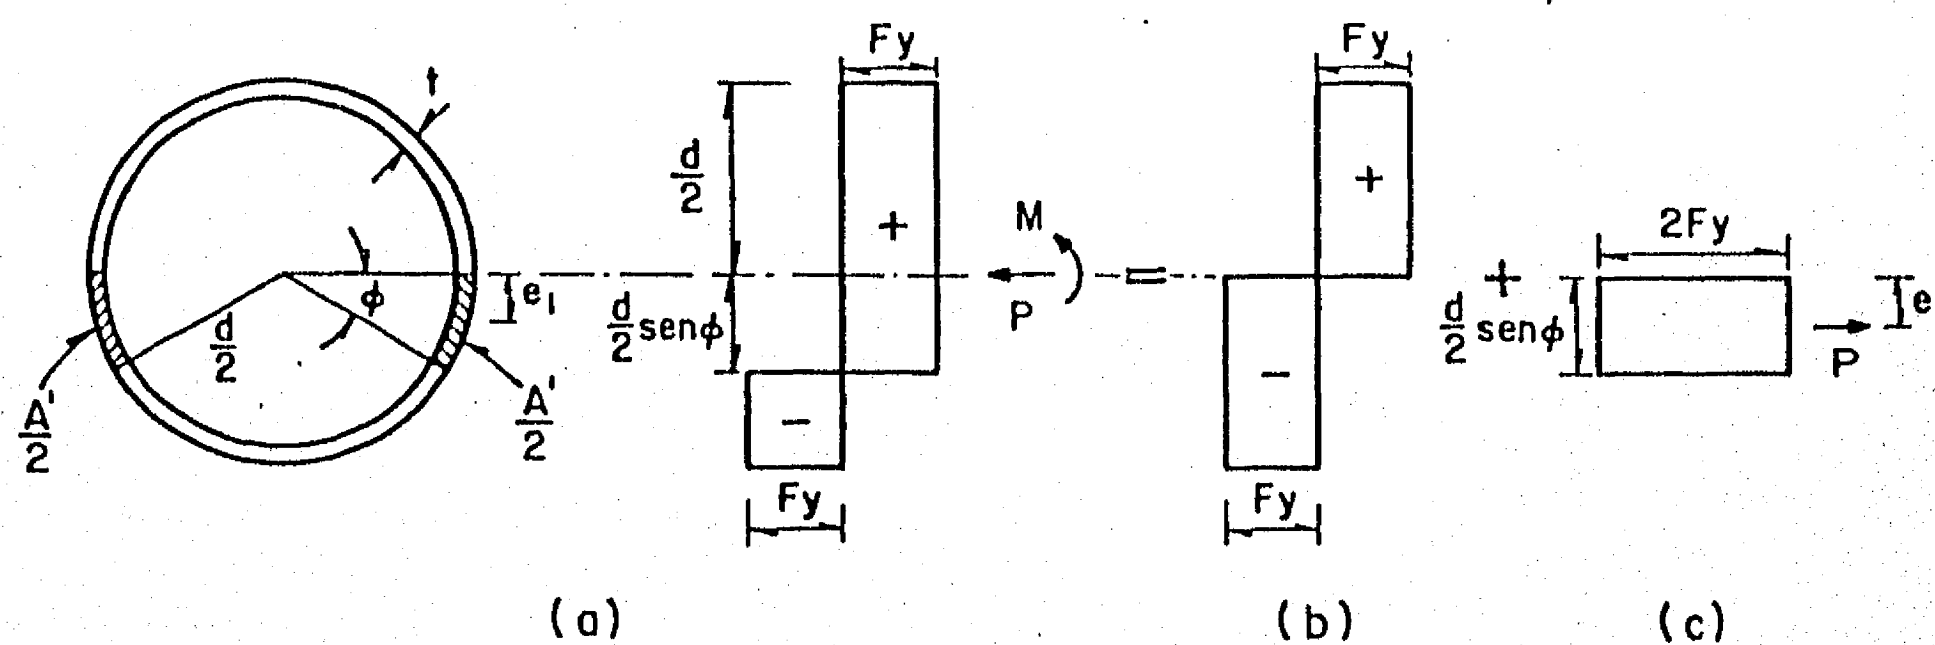 t
φ
e₁
d/2
A'/2
A'/2
Fy
d/2
d/2 senφ
+
-
Fy
M
P
=
Fy
+
-
Fy
+
2Fy
d/2 senφ
e
P
(a)
(b)
(c)